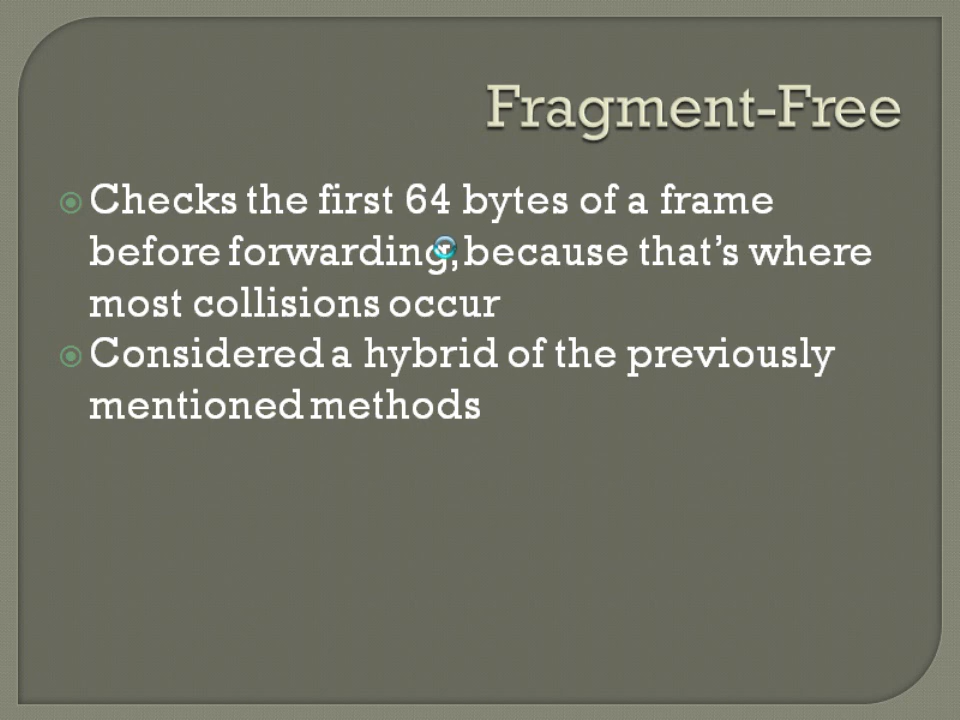 Fragment-Free
Checks the first 64 bytes of a frame
before forwarding, because that’s where
most collisions occur
Considered a hybrid of the previously
mentioned methods